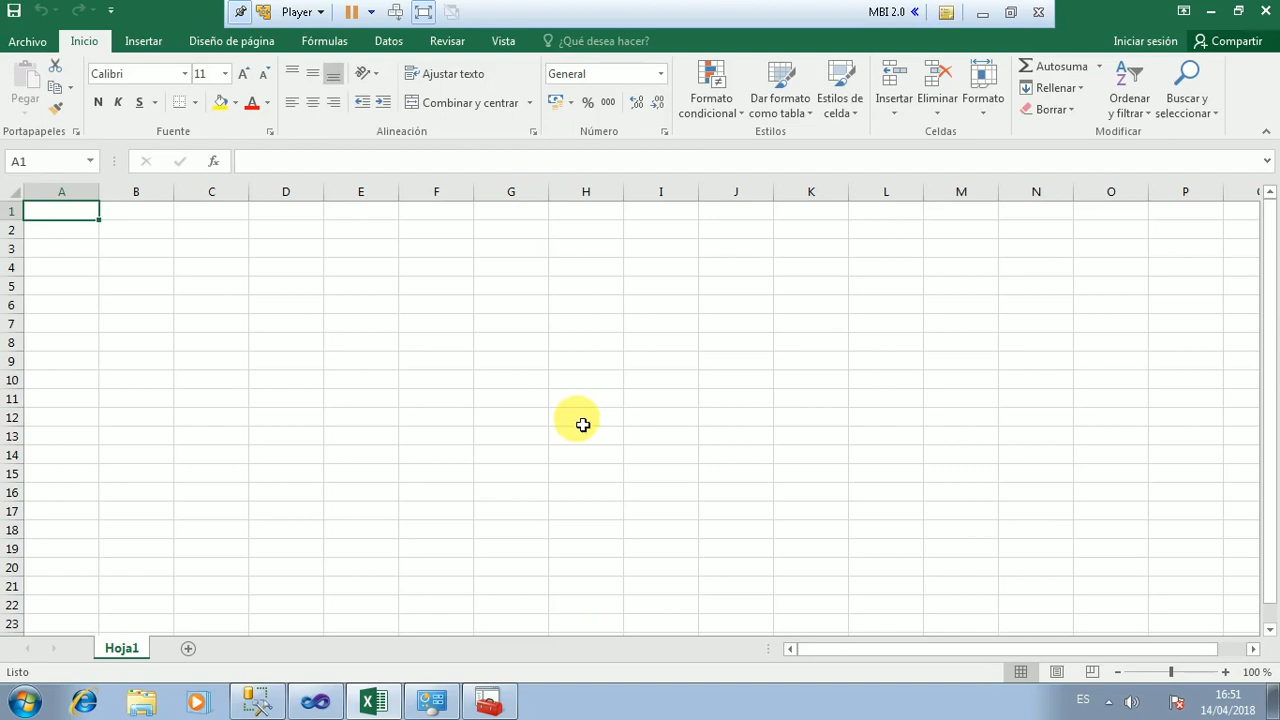 Player MBI 2.0
Archivo Inicio Insertar Diseño de página Fórmulas Datos Revisar Vista ¿Qué desea hacer? Iniciar sesión Compartir
Pegar Calibri 11 Ajustar texto General Formato condicional Dar formato como tabla Estilos de celda Insertar Eliminar Formato Autosuma Ordenar y filtrar Buscar y seleccionar
N K S A Combinar y centrar % 000 Rellenar
Borrar
Portapapeles Fuente Alineación Número Estilos Celdas Modificar
A1 fx
A B C D E F G H I J K L M N O P
1
2
3
4
5
6
7
8
9
10
11
12
13
14
15
16
17
18
19
20
21
22
23
Hoja1
Listo 100 %
ES 16:51
14/04/2018